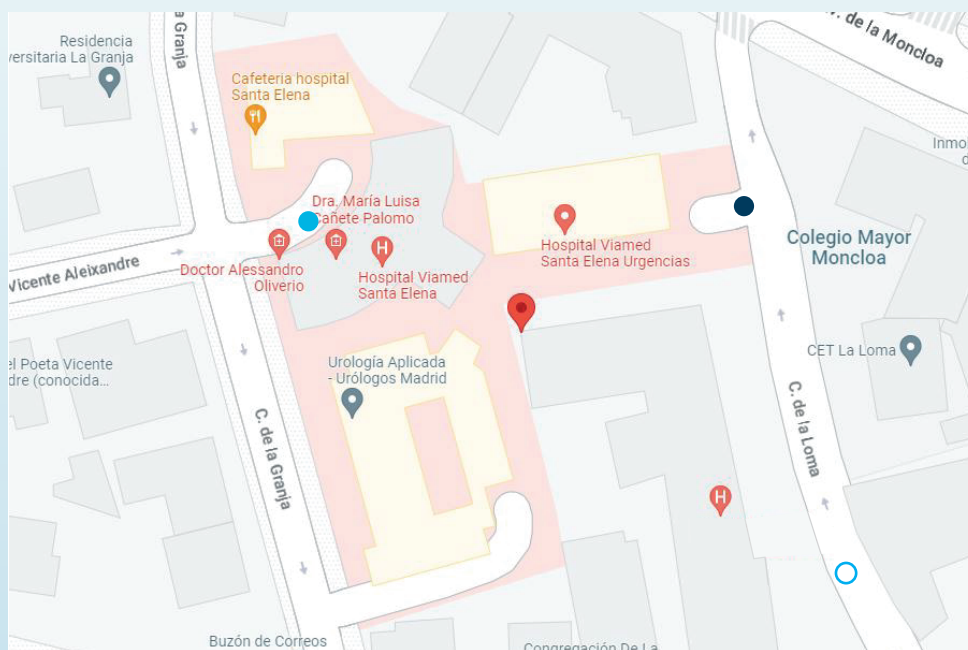 a Granja
Residencia
versitaria La Granja
Cafeteria hospital
Santa Elena
v. de la Moncloa
Inmo
d
Dra. María Luisa
Cañete Palomo
Doctor Alessandro
Oliverio
H
Hospital Viamed
Santa Elena
Hospital Viamed
Santa Elena Urgencias
Colegio Mayor
Moncloa
Vicente Aleixandre
el Poeta Vicente
dre (conocida...
Urología Aplicada
- Urólogos Madrid
CET La Loma
C. de la Granja
C. de la Loma
H
Buzón de Correos
Congregación De La